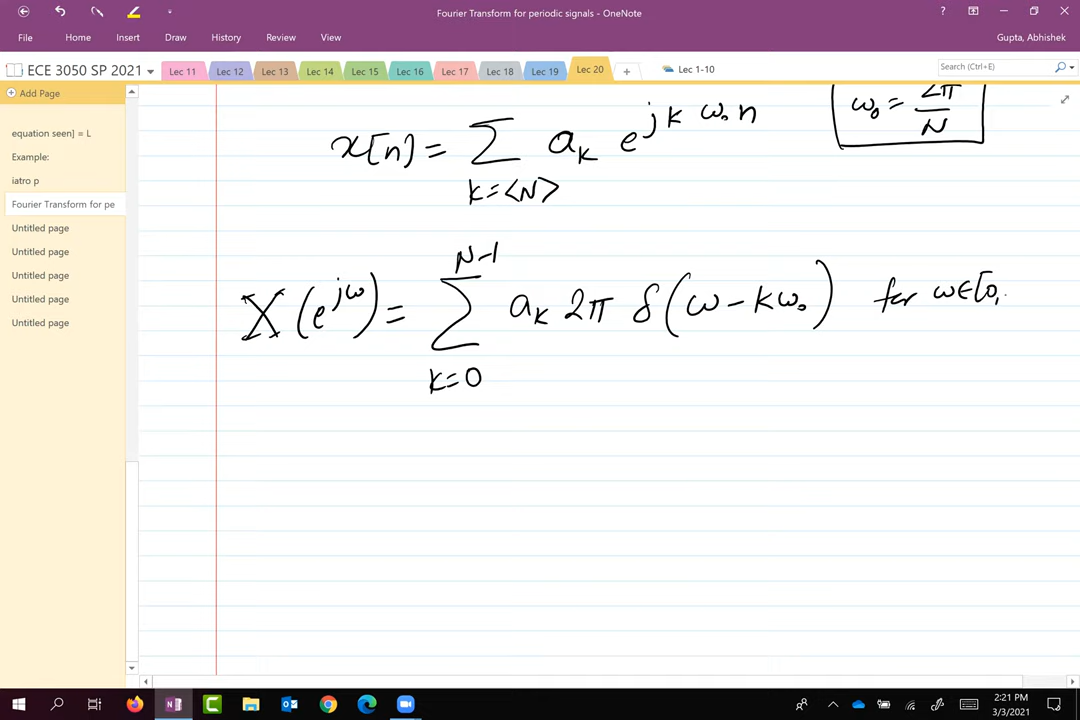 Fourier Transform for periodic signals - OneNote
?
Gupta, Abhishek
File Home Insert Draw History Review View
ECE 3050 SP 2021
Lec 11 Lec 12 Lec 13 Lec 14 Lec 15 Lec 16 Lec 17 Lec 18 Lec 19 Lec 20 + Lec 1-10
Search (Ctrl+E)
Add Page
equation seen] = L
Example:
iatro p
Fourier Transform for pe
Untitled page
Untitled page
Untitled page
Untitled page
Untitled page
ω₀ = 2π/N
x[n] = Σ_{k=<N>} a_k e^{jkω₀n}
X(e^{jω}) = Σ_{k=0}^{N-1} a_k 2π δ(ω - kω₀) for ω∈[0,
2:21 PM
3/3/2021